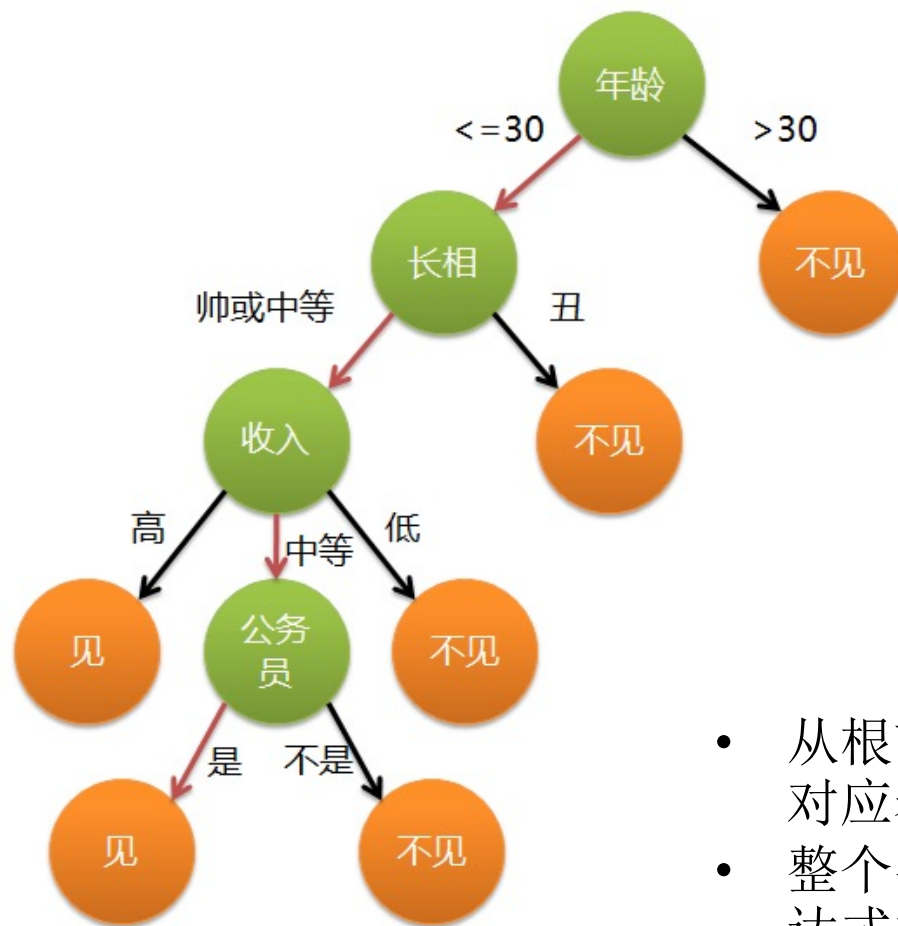 年龄
<=30
>30
长相
不见
帅或中等
丑
收入
不见
高
中等
低
见
公务
员
不见
是
不是
见
不见
• 从根
对应
• 整个